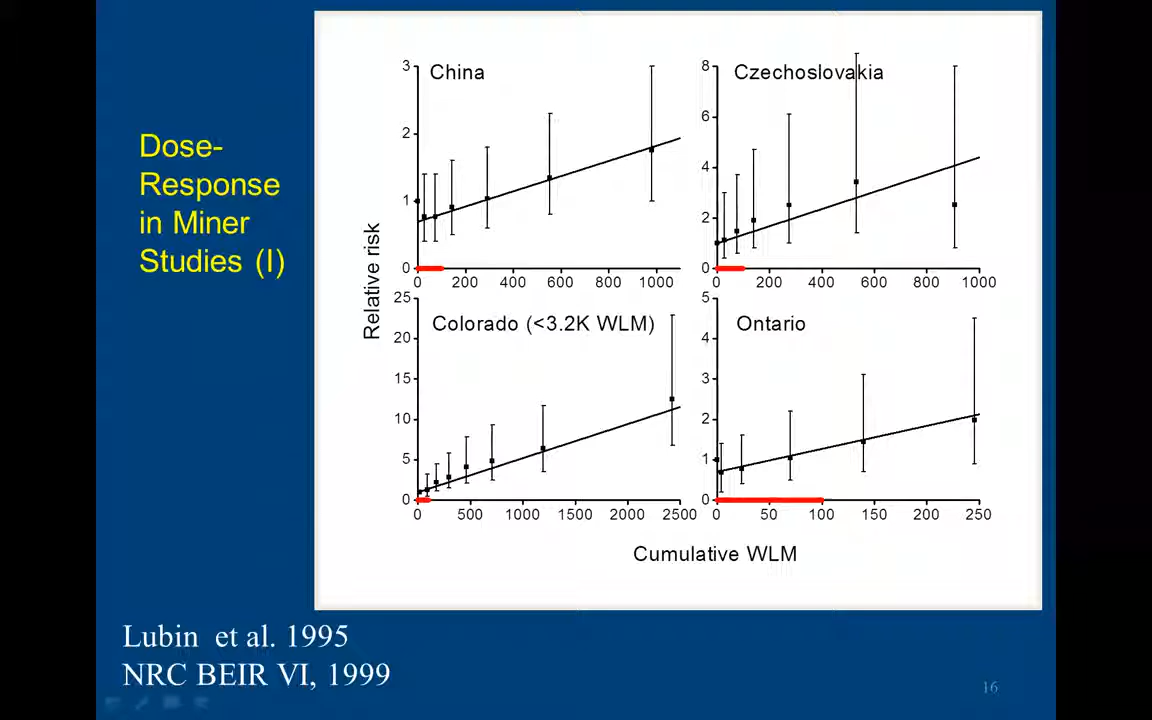 Dose-
Response
in Miner
Studies (I)
Relative risk
China
3
2
1
0
0 200 400 600 800 1000
Czechoslovakia
8
6
4
2
0
0 200 400 600 800 1000
Colorado (<3.2K WLM)
25
20
15
10
5
0
0 500 1000 1500 2000 2500
Ontario
5
4
3
2
1
0
0 50 100 150 200 250
Cumulative WLM
Lubin et al. 1995
NRC BEIR VI, 1999
16